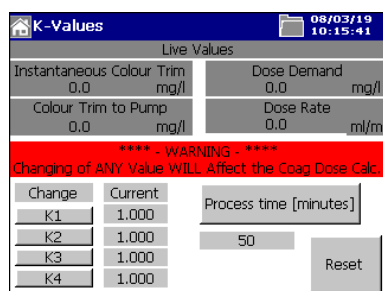 K-Values
08/03/19
10:15:41
Live Values
Instantaneous Colour Trim
0.0 mg/l
Dose Demand
0.0 mg/l
Colour Trim to Pump
0.0 mg/l
Dose Rate
0.0 ml/m
**** - WARNING - ****
Changing of ANY Value WILL Affect the Coag Dose Calc.
Change Current
K1 1.000
K2 1.000
K3 1.000
K4 1.000
Process time [minutes]
50
Reset